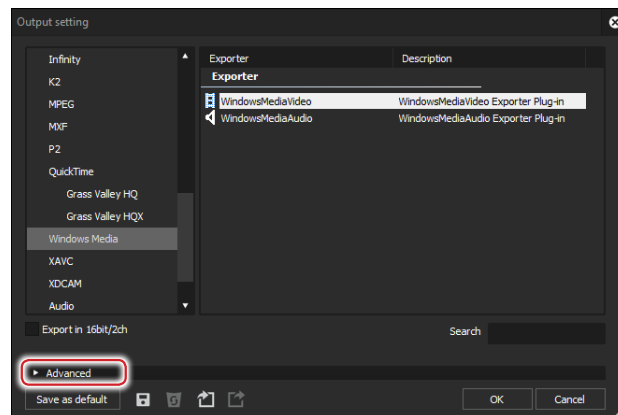 Output setting
Infinity
K2
MPEG
MXF
P2
QuickTime
Grass Valley HQ
Grass Valley HQX
Windows Media
XAVC
XDCAM
Audio
Exporter Description
Exporter
WindowsMediaVideo WindowsMediaVideo Exporter Plug-in
WindowsMediaAudio WindowsMediaAudio Exporter Plug-in
Export in 16bit/2ch
Search
Advanced
Save as default
OK Cancel